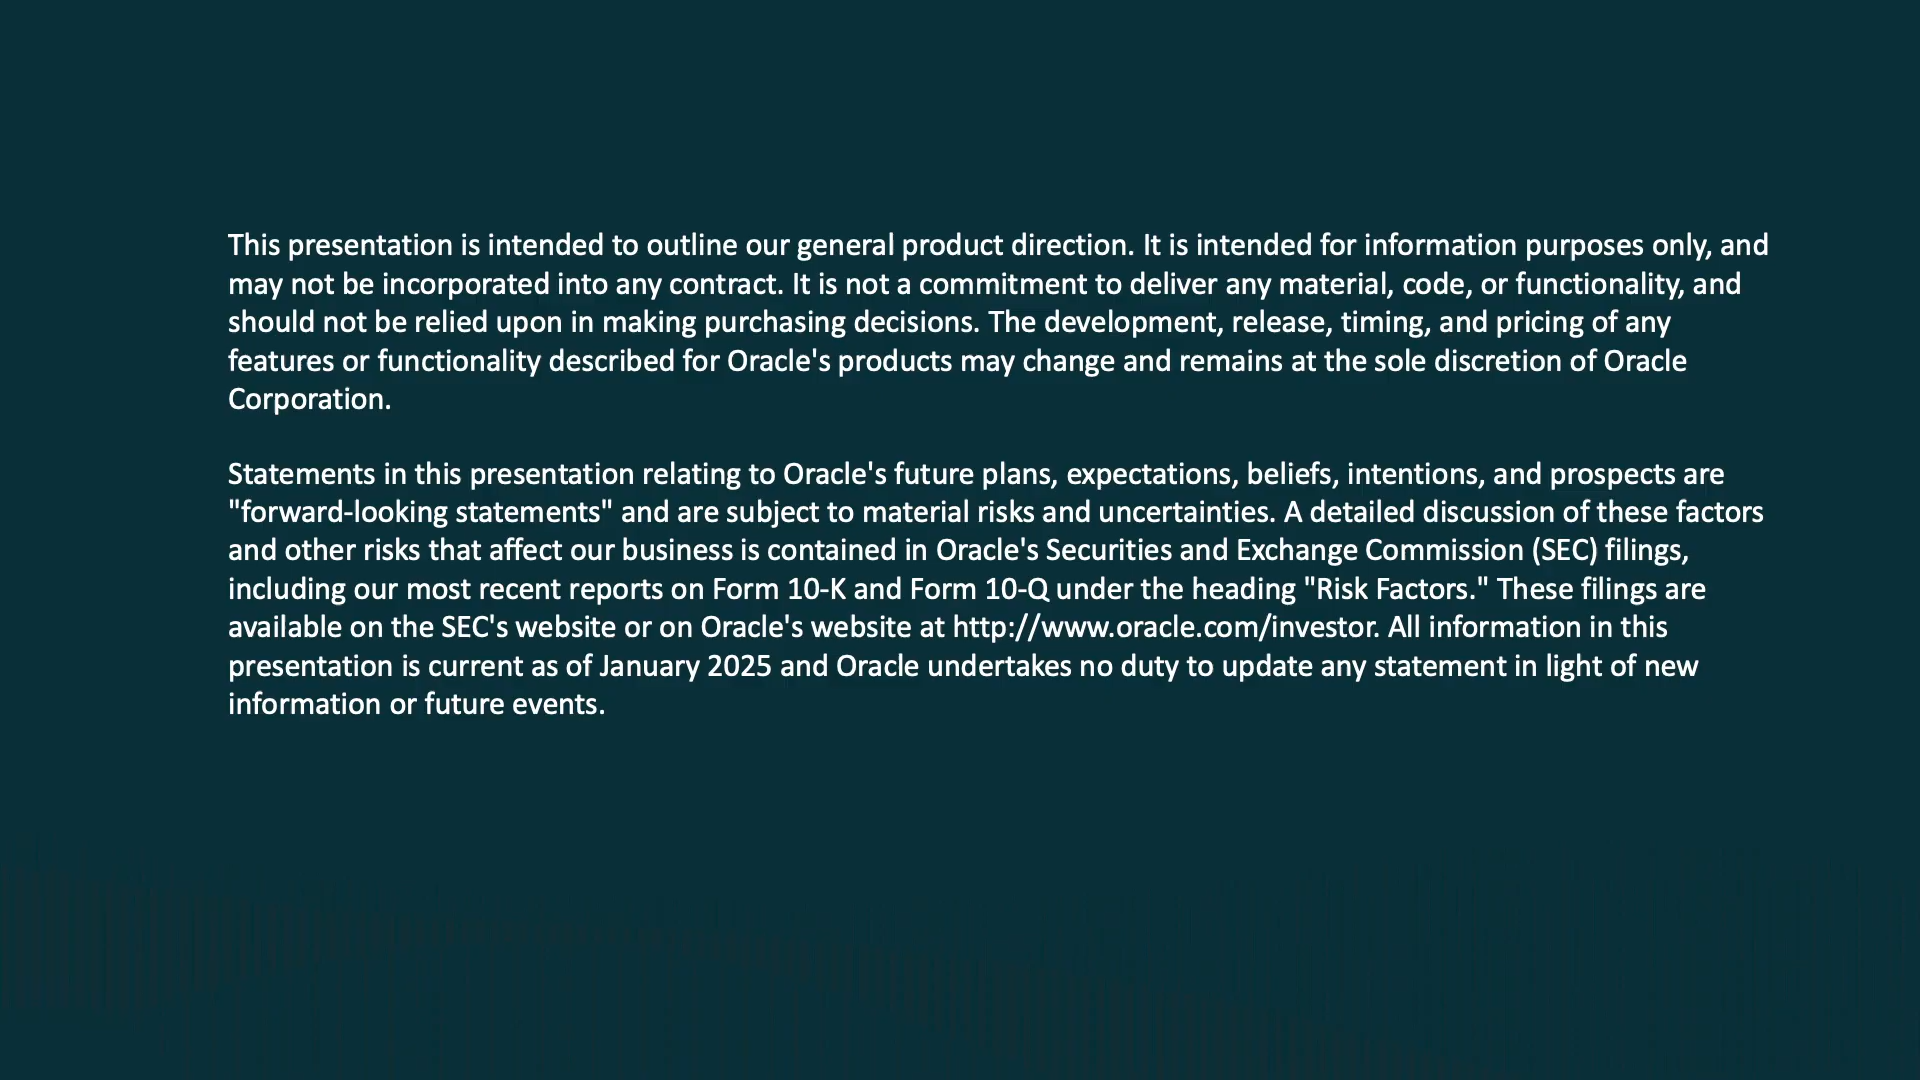 This presentation is intended to outline our general product direction. It is intended for information purposes only, and
may not be incorporated into any contract. It is not a commitment to deliver any material, code, or functionality, and
should not be relied upon in making purchasing decisions. The development, release, timing, and pricing of any
features or functionality described for Oracle's products may change and remains at the sole discretion of Oracle
Corporation.
Statements in this presentation relating to Oracle's future plans, expectations, beliefs, intentions, and prospects are
"forward-looking statements" and are subject to material risks and uncertainties. A detailed discussion of these factors
and other risks that affect our business is contained in Oracle's Securities and Exchange Commission (SEC) filings,
including our most recent reports on Form 10-K and Form 10-Q under the heading "Risk Factors." These filings are
available on the SEC's website or on Oracle's website at http://www.oracle.com/investor. All information in this
presentation is current as of January 2025 and Oracle undertakes no duty to update any statement in light of new
information or future events.